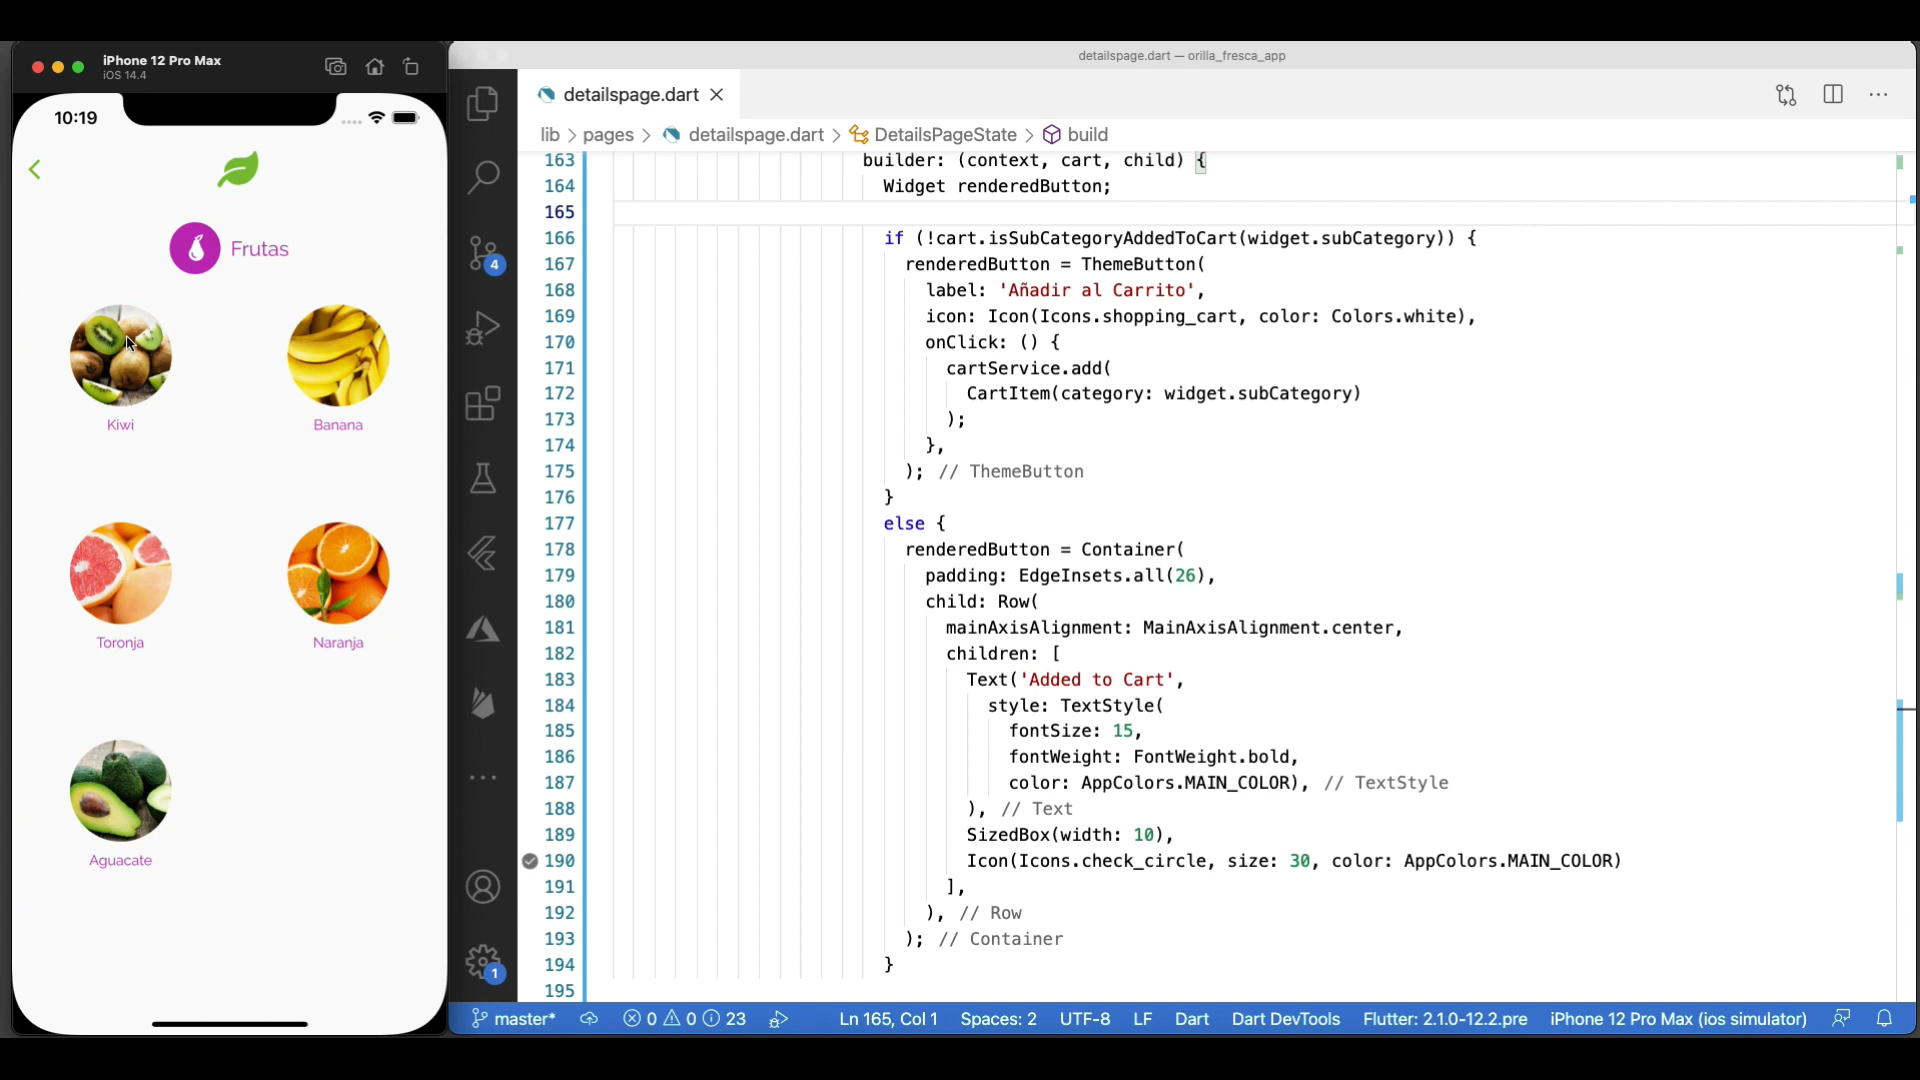 iPhone 12 Pro Max
iOS 14.4
10:19
Frutas
Kiwi
Banana
Toronja
Naranja
Aguacate
detailspage.dart — orilla_fresca_app
detailspage.dart
lib > pages > detailspage.dart > DetailsPageState > build
163 builder: (context, cart, child) {
164 Widget renderedButton;
165
166 if (!cart.isSubCategoryAddedToCart(widget.subCategory)) {
167 renderedButton = ThemeButton(
168 label: 'Añadir al Carrito',
169 icon: Icon(Icons.shopping_cart, color: Colors.white),
170 onClick: () {
171 cartService.add(
172 CartItem(category: widget.subCategory)
173 );
174 },
175 ); // ThemeButton
176 }
177 else {
178 renderedButton = Container(
179 padding: EdgeInsets.all(26),
180 child: Row(
181 mainAxisAlignment: MainAxisAlignment.center,
182 children: [
183 Text('Added to Cart',
184 style: TextStyle(
185 fontSize: 15,
186 fontWeight: FontWeight.bold,
187 color: AppColors.MAIN_COLOR), // TextStyle
188 ), // Text
189 SizedBox(width: 10),
190 Icon(Icons.check_circle, size: 30, color: AppColors.MAIN_COLOR)
191 ],
192 ), // Row
193 ); // Container
194 }
195
4
1
master* 0 0 23 Ln 165, Col 1 Spaces: 2 UTF-8 LF Dart Dart DevTools Flutter: 2.1.0-12.2.pre iPhone 12 Pro Max (ios simulator)